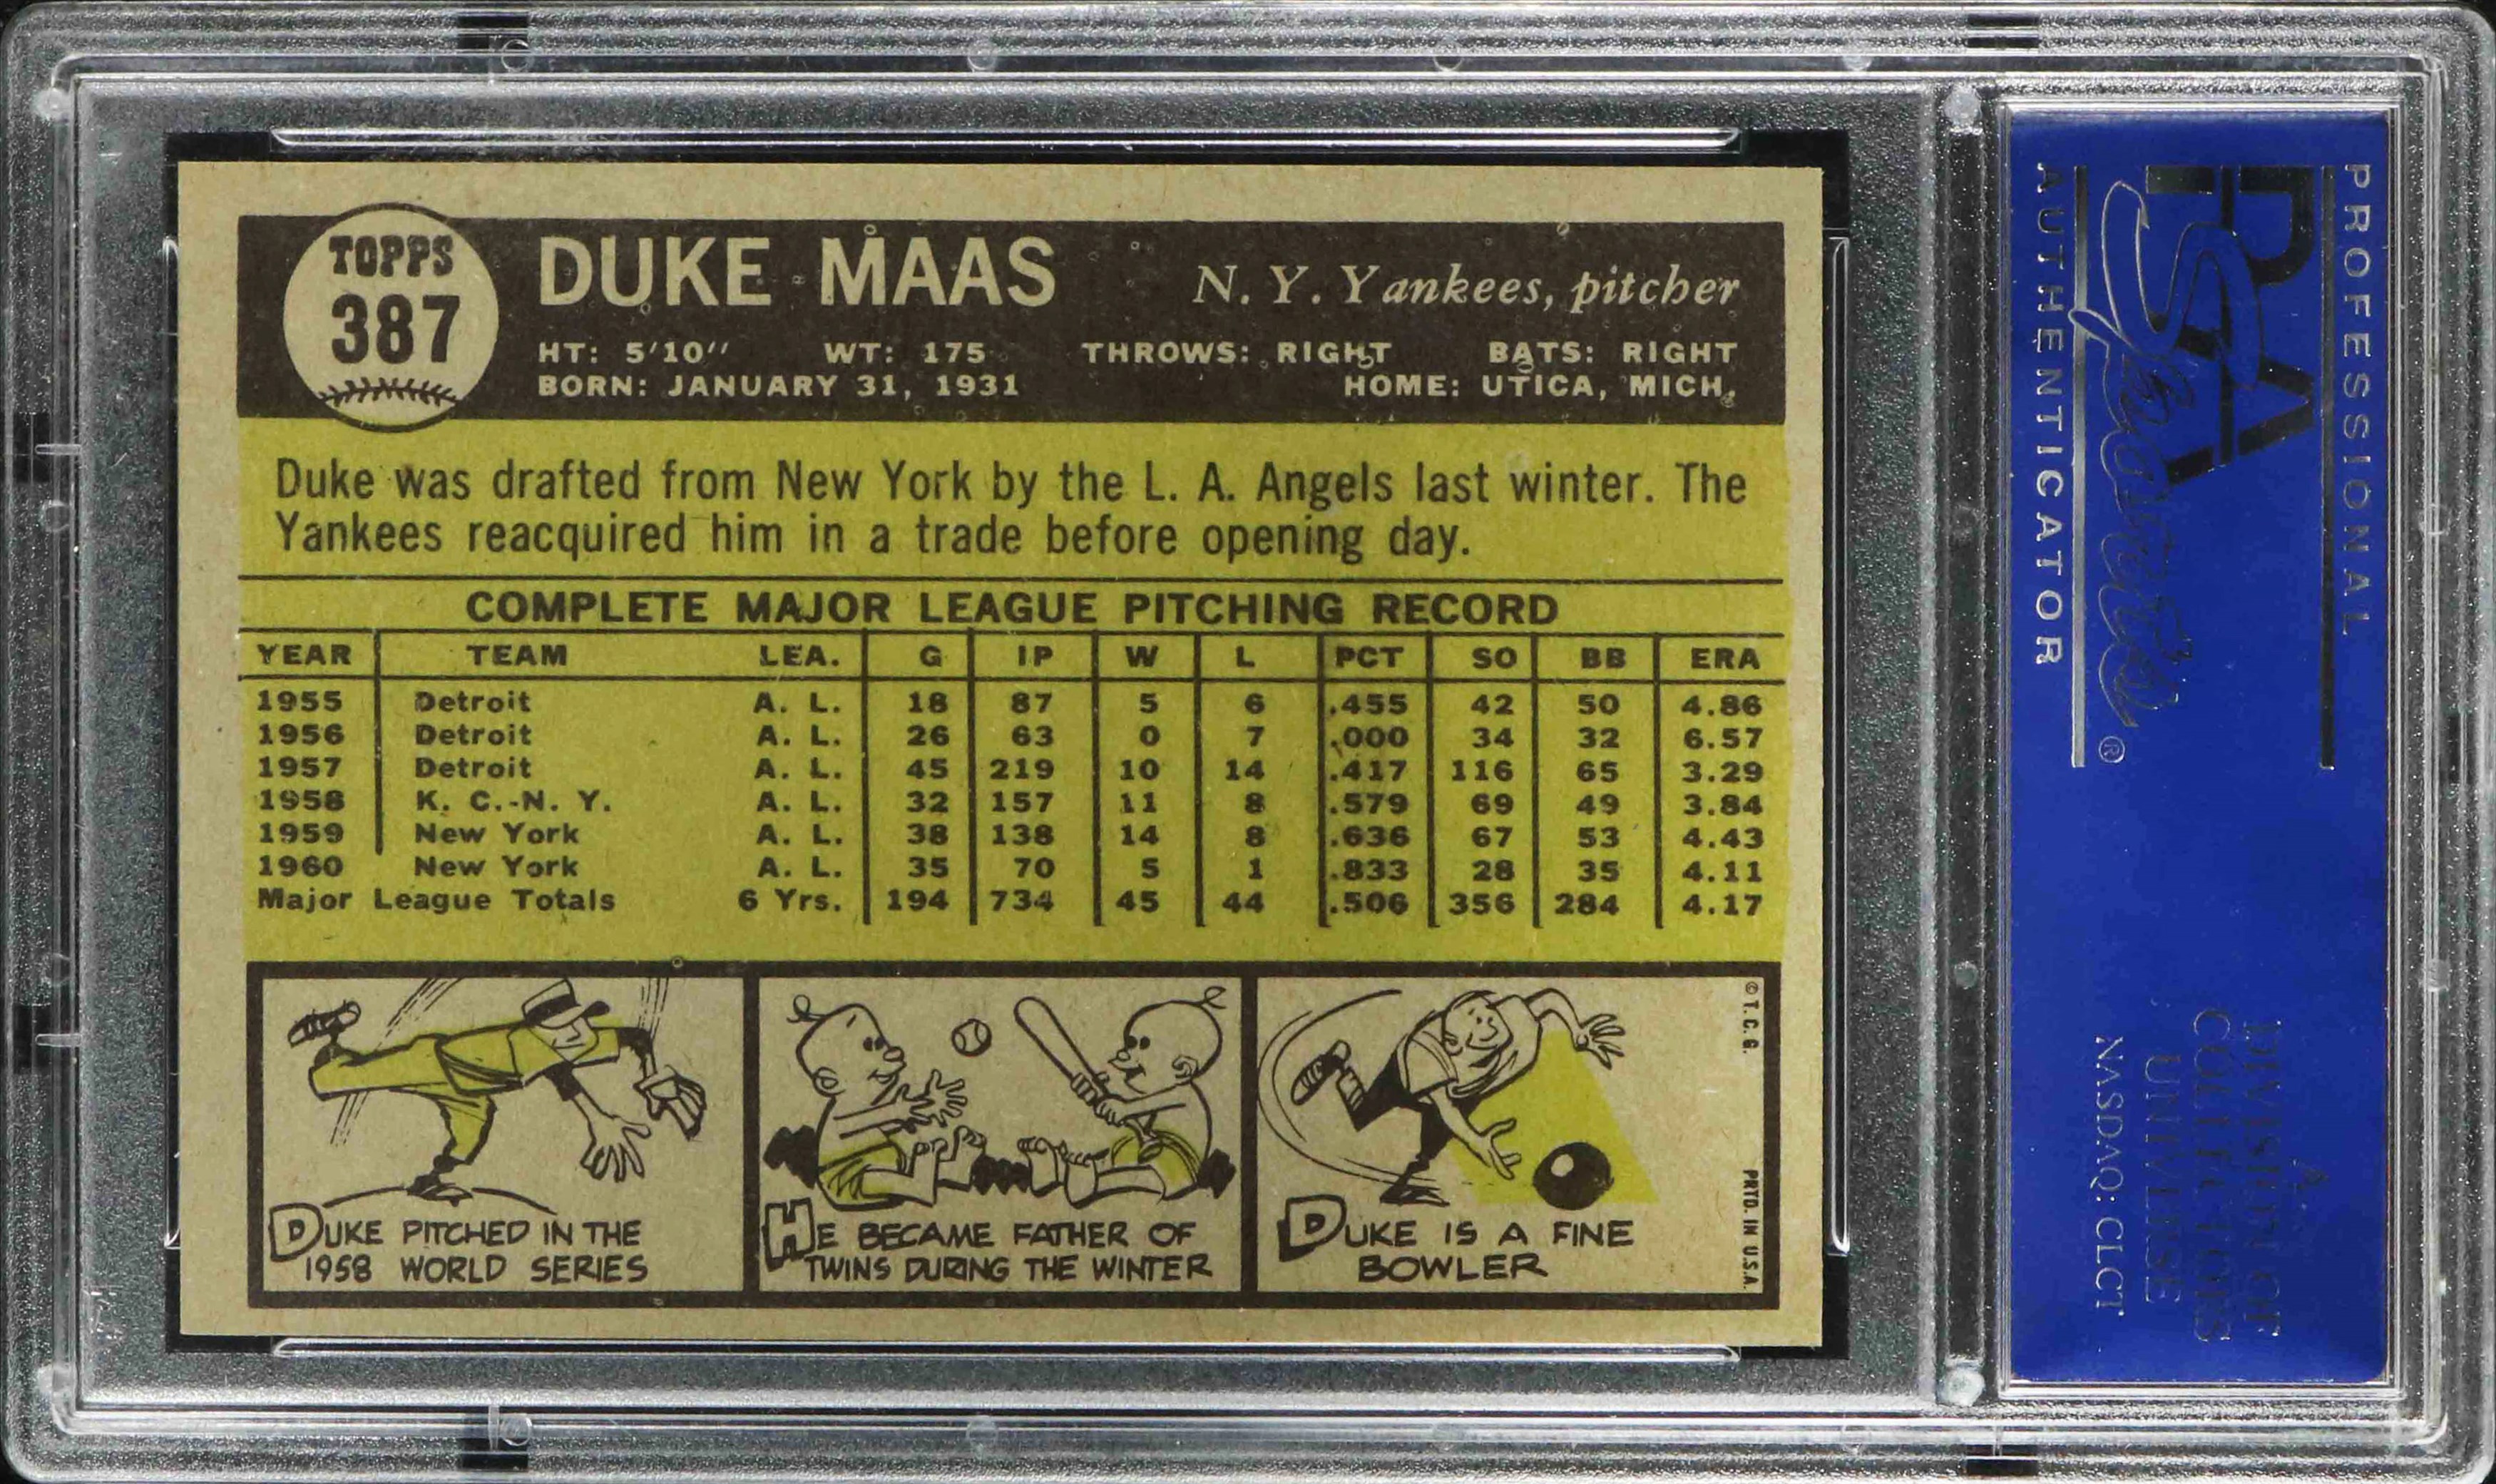 TOPPS
387
DUKE MAAS
N. Y. Yankees, pitcher
HT: 5'10" WT: 175 THROWS: RIGHT BATS: RIGHT
BORN: JANUARY 31, 1931 HOME: UTICA, MICH.
Duke was drafted from New York by the L. A. Angels last winter. The
Yankees reacquired him in a trade before opening day.
COMPLETE MAJOR LEAGUE PITCHING RECORD
YEAR TEAM LEA. G IP W L PCT SO BB ERA
1955 Detroit A. L. 18 87 5 6 .455 42 50 4.86
1956 Detroit A. L. 26 63 0 7 .000 34 32 6.57
1957 Detroit A. L. 45 219 10 14 .417 116 65 3.29
1958 K. C.-N. Y. A. L. 32 157 11 8 .579 69 49 3.84
1959 New York A. L. 38 138 14 8 .636 67 53 4.43
1960 New York A. L. 35 70 5 1 .833 28 35 4.11
Major League Totals 6 Yrs. 194 734 45 44 .506 356 284 4.17
DUKE PITCHED IN THE
1958 WORLD SERIES
HE BECAME FATHER OF
TWINS DURING THE WINTER
DUKE IS A FINE
BOWLER
© T. C. G.
PRTD. IN U.S.A.
PROFESSIONAL
PSA
Sports
AUTHENTICATOR
®
A
DIVISION OF
COLLECTORS
UNIVERSE
NASDAQ: CLCT